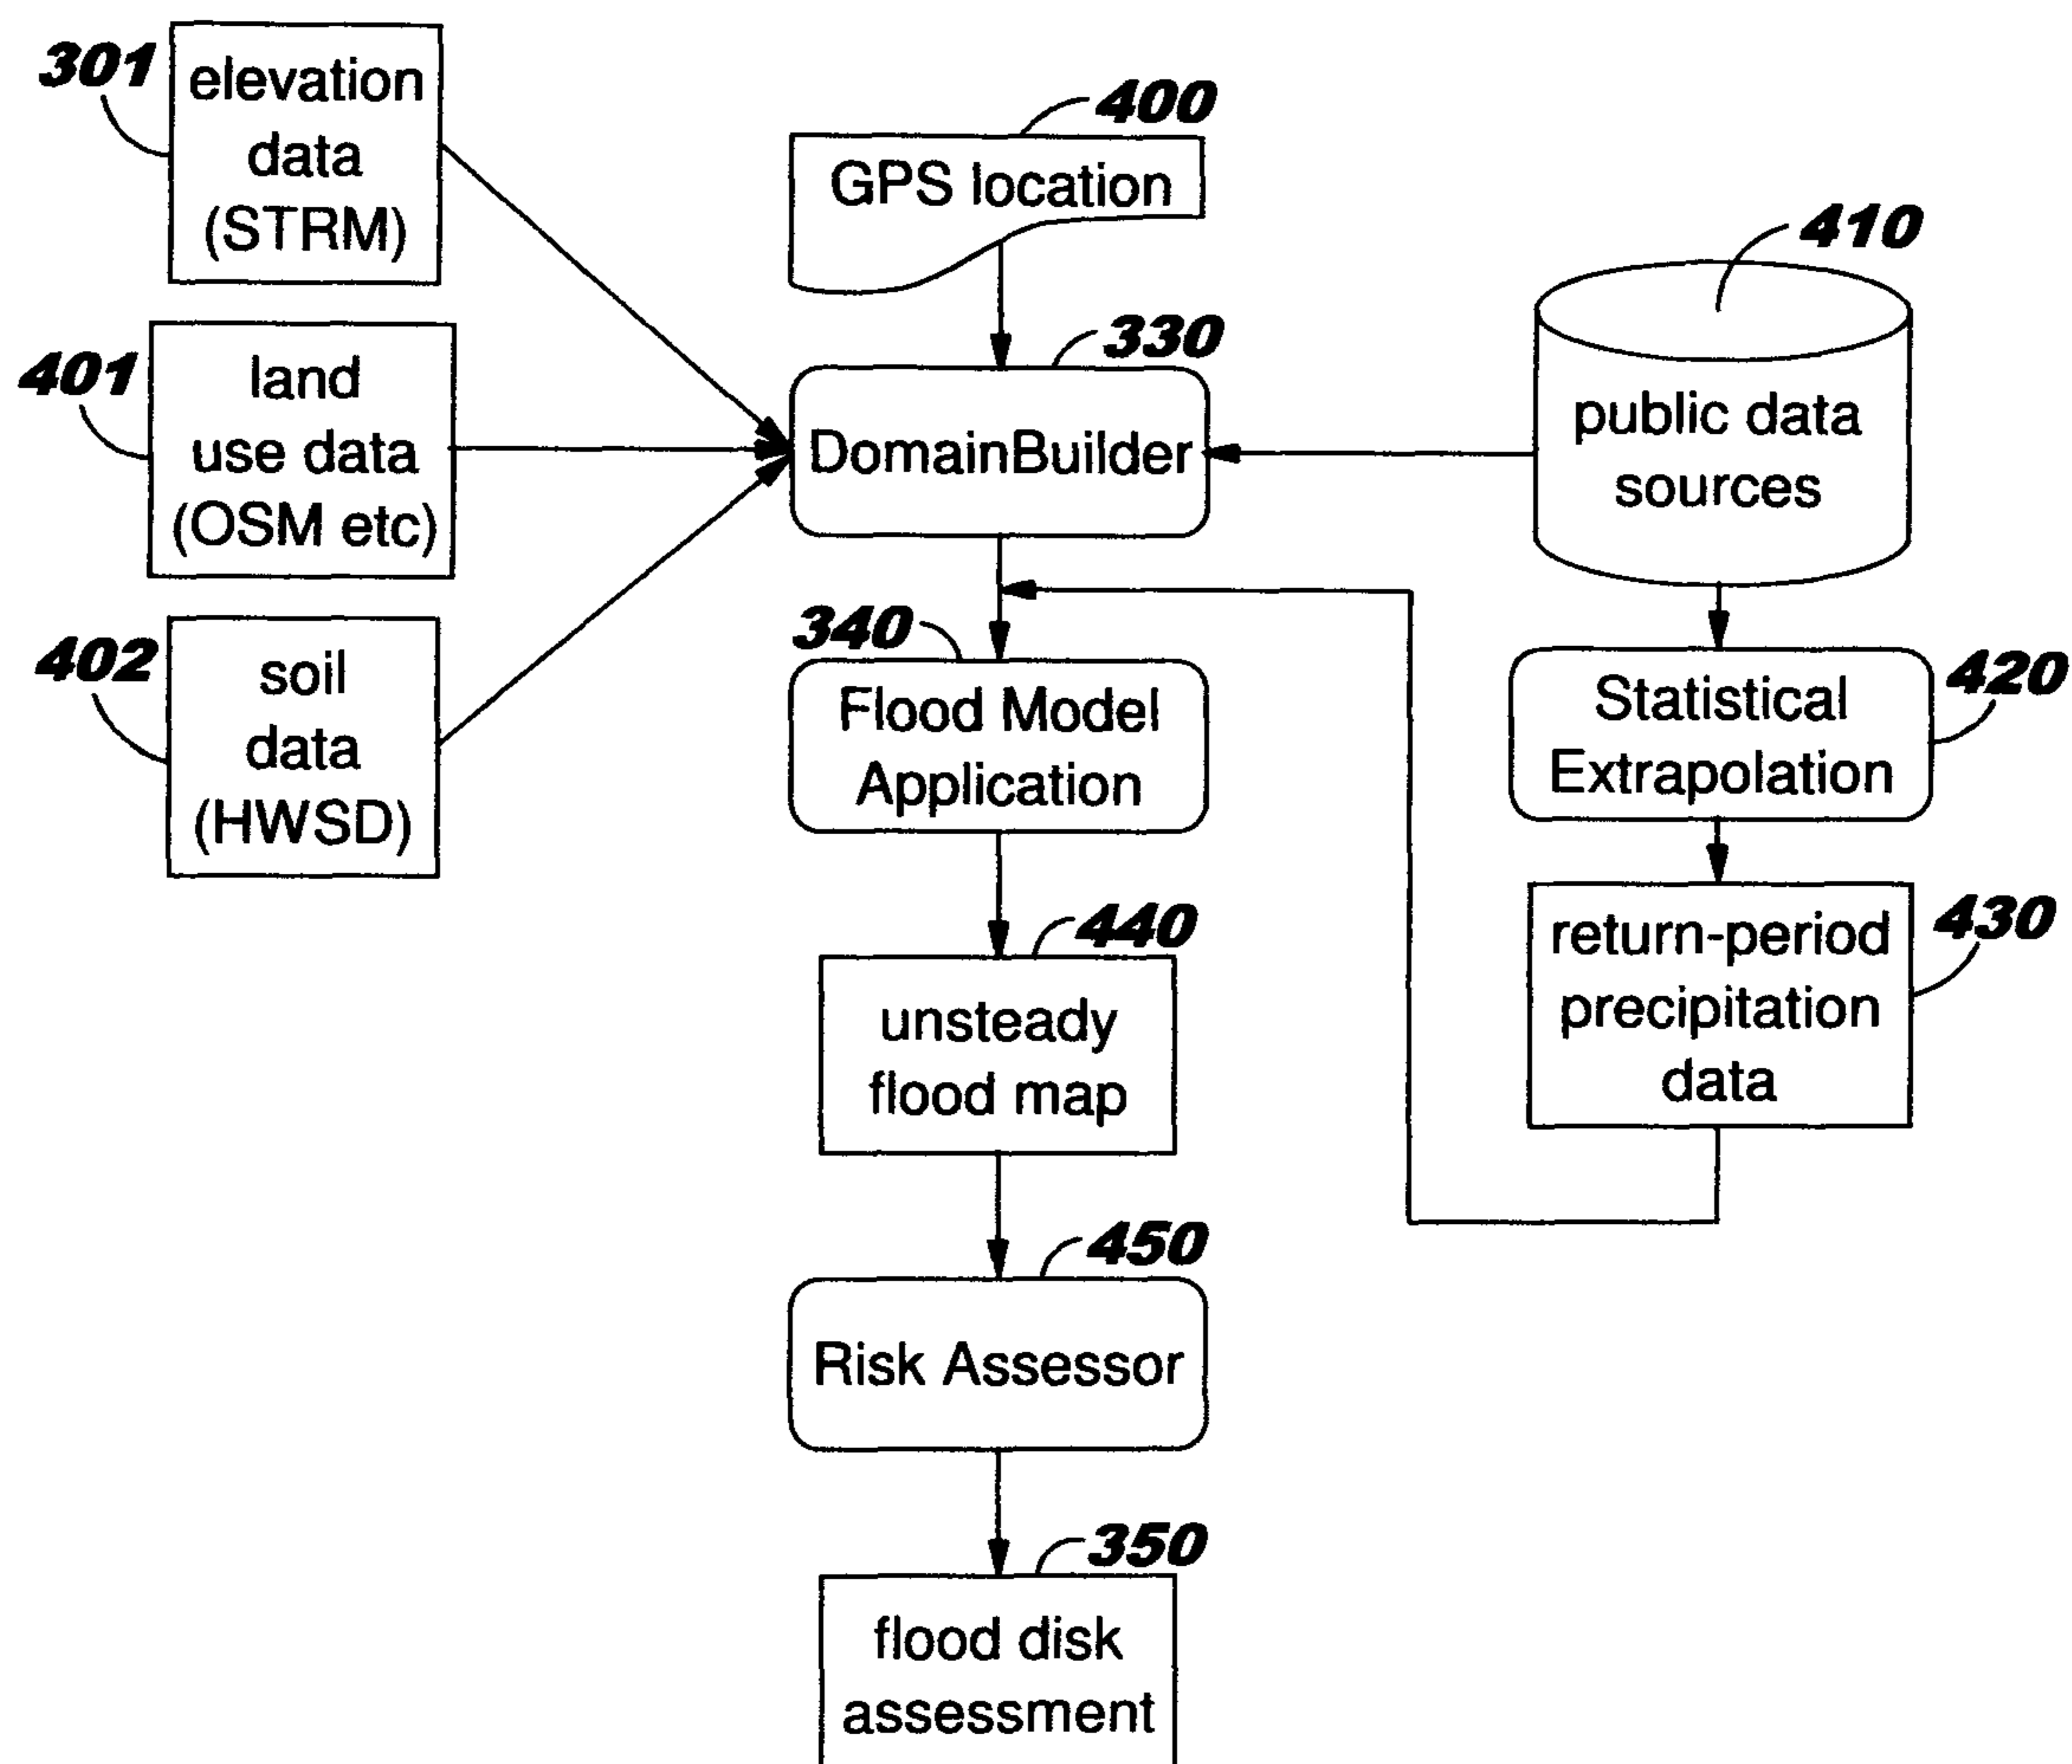 301
elevation
data
(STRM)
400
GPS location
410
public data
sources
401
land
use data
(OSM etc)
330
DomainBuilder
402
soil
data
(HWSD)
340
Flood Model
Application
420
Statistical
Extrapolation
430
return-period
precipitation
data
440
unsteady
flood map
450
Risk Assessor
350
flood disk
assessment